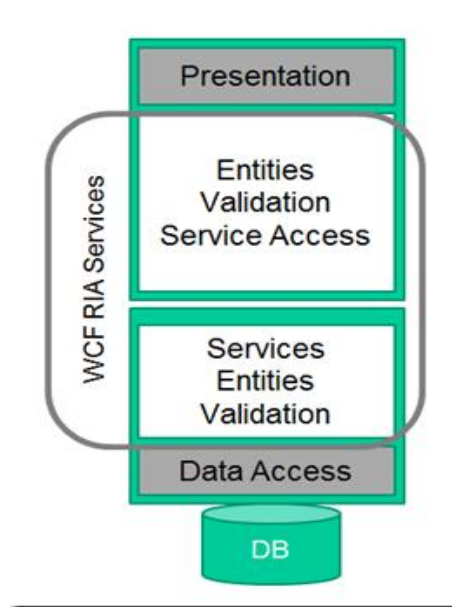 Presentation
Entities
Validation
Service Access
WCF RIA Services
Services
Entities
Validation
Data Access
DB